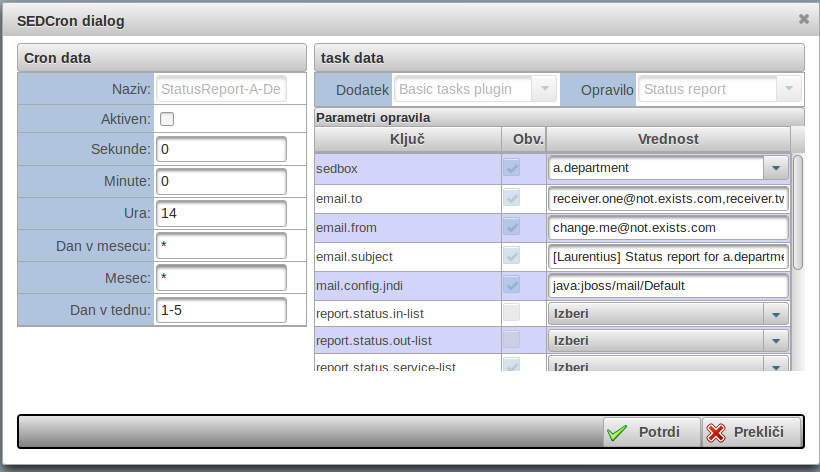 SEDCron dialog
Cron data
Naziv: StatusReport-A-De
Aktiven:
Sekunde: 0
Minute: 0
Ura: 14
Dan v mesecu: *
Mesec: *
Dan v tednu: 1-5
task data
Dodatek Basic tasks plugin Opravilo Status report
Parametri opravila
Ključ Obv. Vrednost
sedbox a.department
email.to receiver.one@not.exists.com,receiver.tw
email.from change.me@not.exists.com
email.subject [Laurentius] Status report for a.departme
mail.config.jndi java:jboss/mail/Default
report.status.in-list Izberi
report.status.out-list Izberi
report.status.service-list Izberi
Potrdi Prekliči